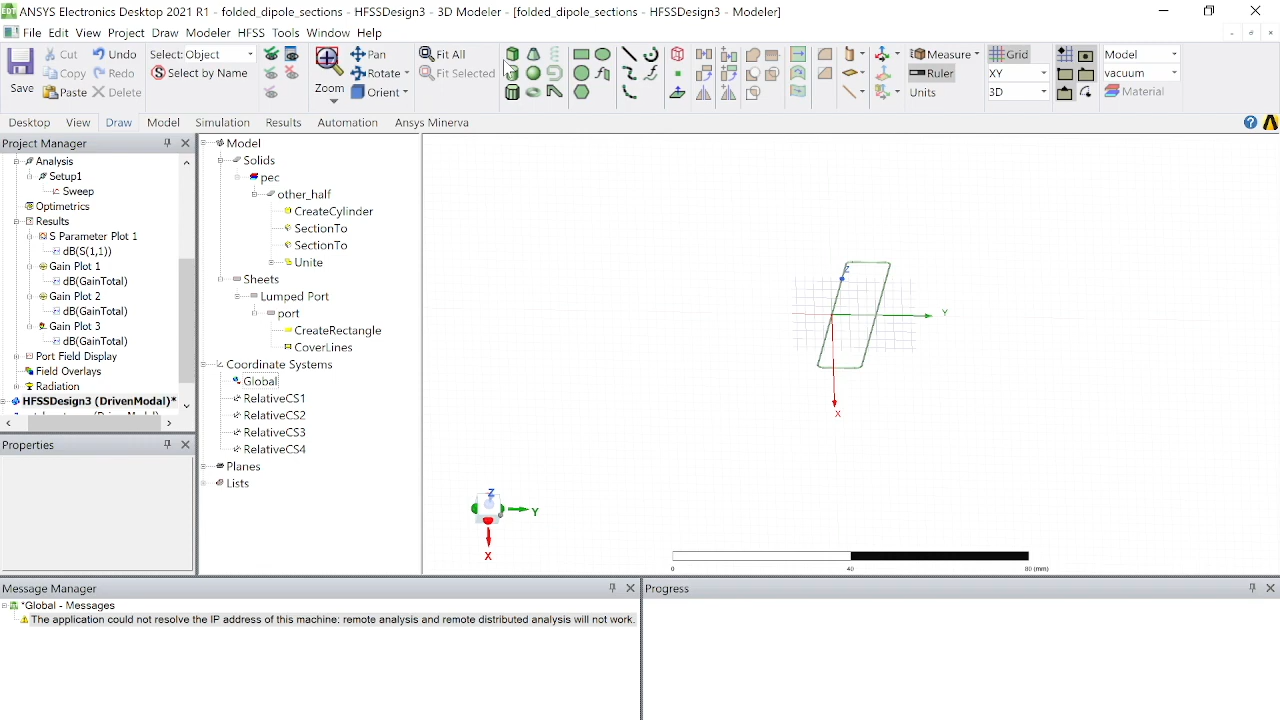 EDT ANSYS Electronics Desktop 2021 R1 - folded_dipole_sections - HFSSDesign3 - 3D Modeler - [folded_dipole_sections - HFSSDesign3 - Modeler]
File Edit View Project Draw Modeler HFSS Tools Window Help
Save
Cut Undo
Copy Redo
Paste Delete
Select: Object
Select by Name
Zoom
Pan
Rotate
Orient
Fit All
Fit Selected
Measure
Ruler
Units
Grid
XY
3D
Model
vacuum
Material
Desktop View Draw Model Simulation Results Automation Ansys Minerva
Project Manager
Analysis
Setup1
Sweep
Optimetrics
Results
S Parameter Plot 1
dB(S(1,1))
Gain Plot 1
dB(GainTotal)
Gain Plot 2
dB(GainTotal)
Gain Plot 3
dB(GainTotal)
Port Field Display
Field Overlays
Radiation
HFSSDesign3 (DrivenModal)*
Properties
Model
Solids
pec
other_half
CreateCylinder
SectionTo
SectionTo
Unite
Sheets
Lumped Port
port
CreateRectangle
CoverLines
Coordinate Systems
Global
RelativeCS1
RelativeCS2
RelativeCS3
RelativeCS4
Planes
Lists
Z
Y
X
Z
Y
X
0 40 80 (mm)
Message Manager
*Global - Messages
The application could not resolve the IP address of this machine: remote analysis and remote distributed analysis will not work.
Progress